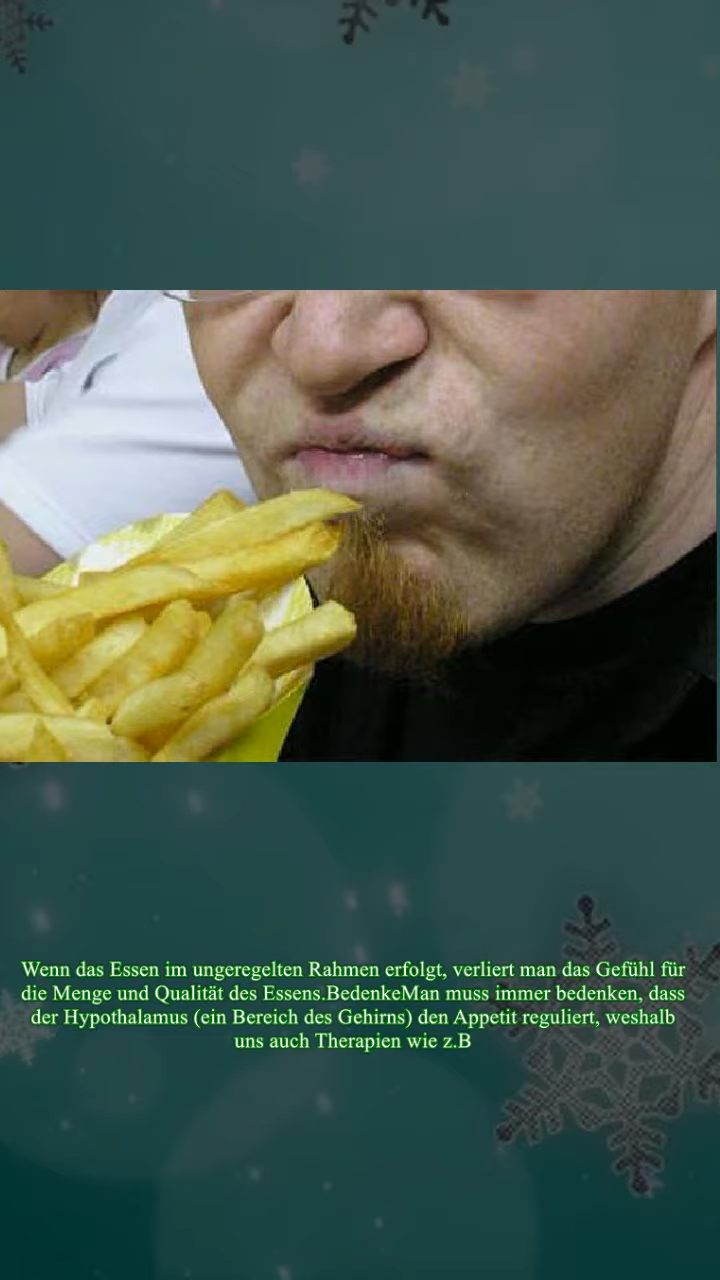 Wenn das Essen im ungeregelten Rahmen erfolgt, verliert man das Gefühl für
die Menge und Qualität des Essens.BedenkeMan muss immer bedenken, dass
der Hypothalamus (ein Bereich des Gehirns) den Appetit reguliert, weshalb
uns auch Therapien wie z.B